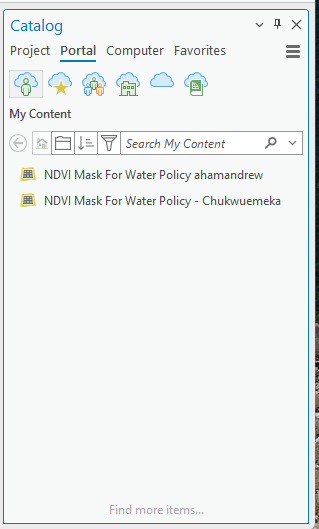 Catalog
Project Portal Computer Favorites
My Content
Search My Content
NDVI Mask For Water Policy ahamandrew
NDVI Mask For Water Policy - Chukwuemeka
Find more items...